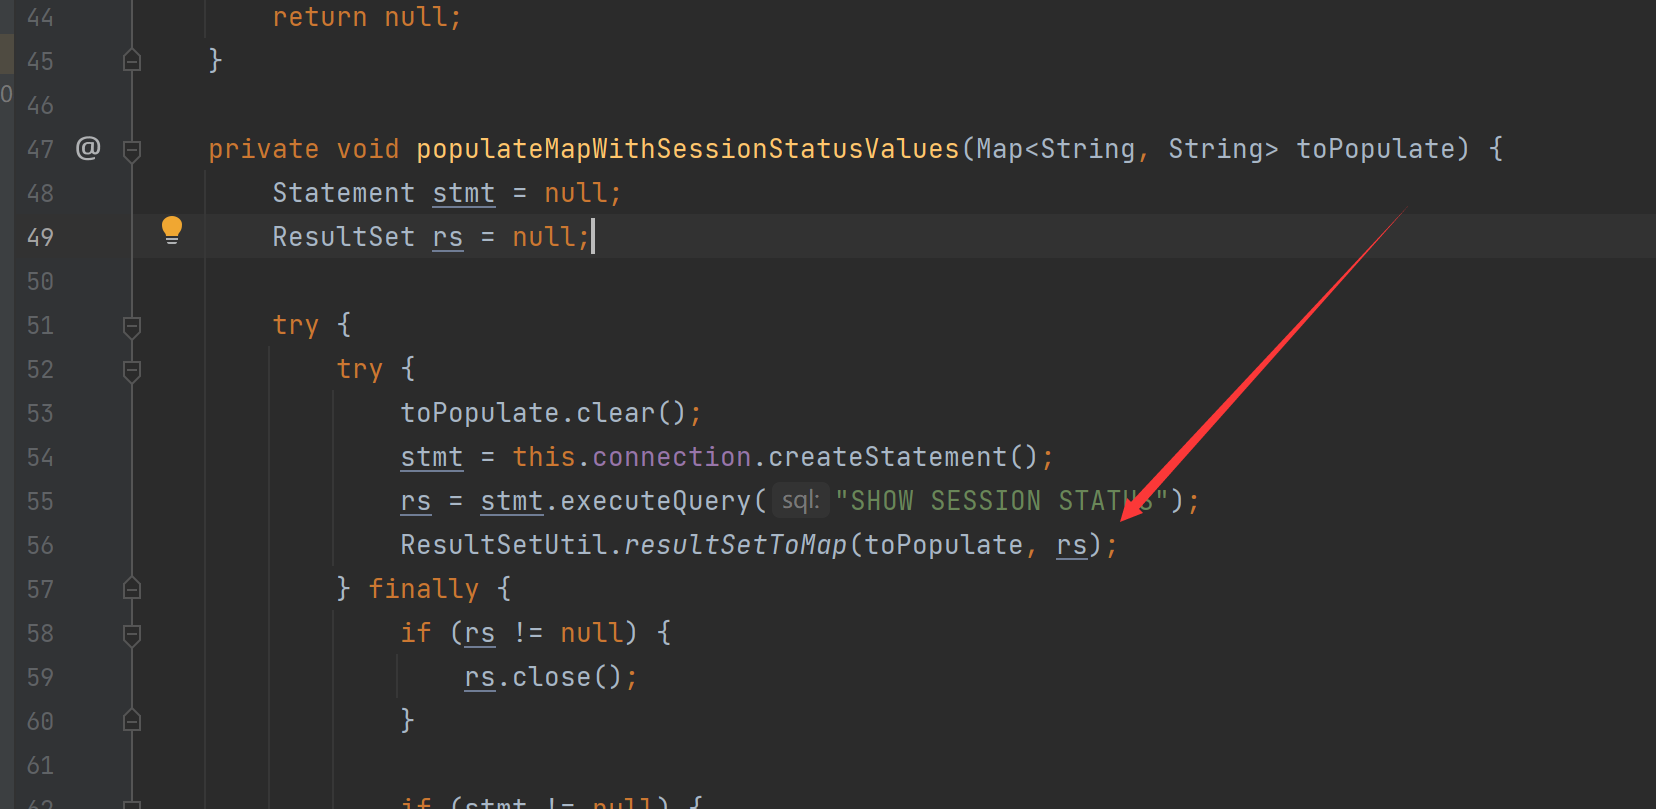 44 return null;
45 }
46
47 @ private void populateMapWithSessionStatusValues(Map<String, String> toPopulate) {
48 Statement stmt = null;
49 ResultSet rs = null;
50
51 try {
52 try {
53 toPopulate.clear();
54 stmt = this.connection.createStatement();
55 rs = stmt.executeQuery( sql: "SHOW SESSION STATUS");
56 ResultSetUtil.resultSetToMap(toPopulate, rs);
57 } finally {
58 if (rs != null) {
59 rs.close();
60 }
61
62 if (stmt != null) {